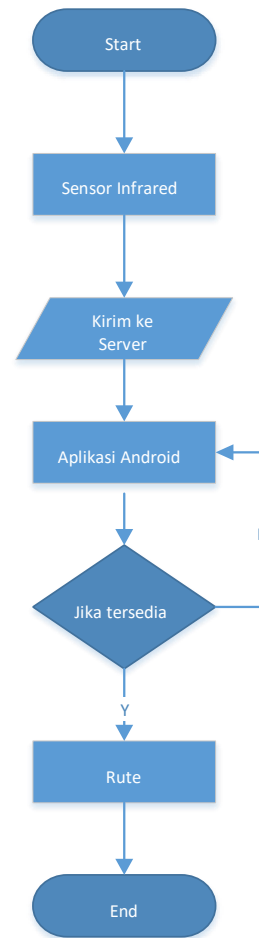 Start
Sensor Infrared
Kirim ke
Server
Aplikasi Android
Jika tersedia
Y
Rute
End